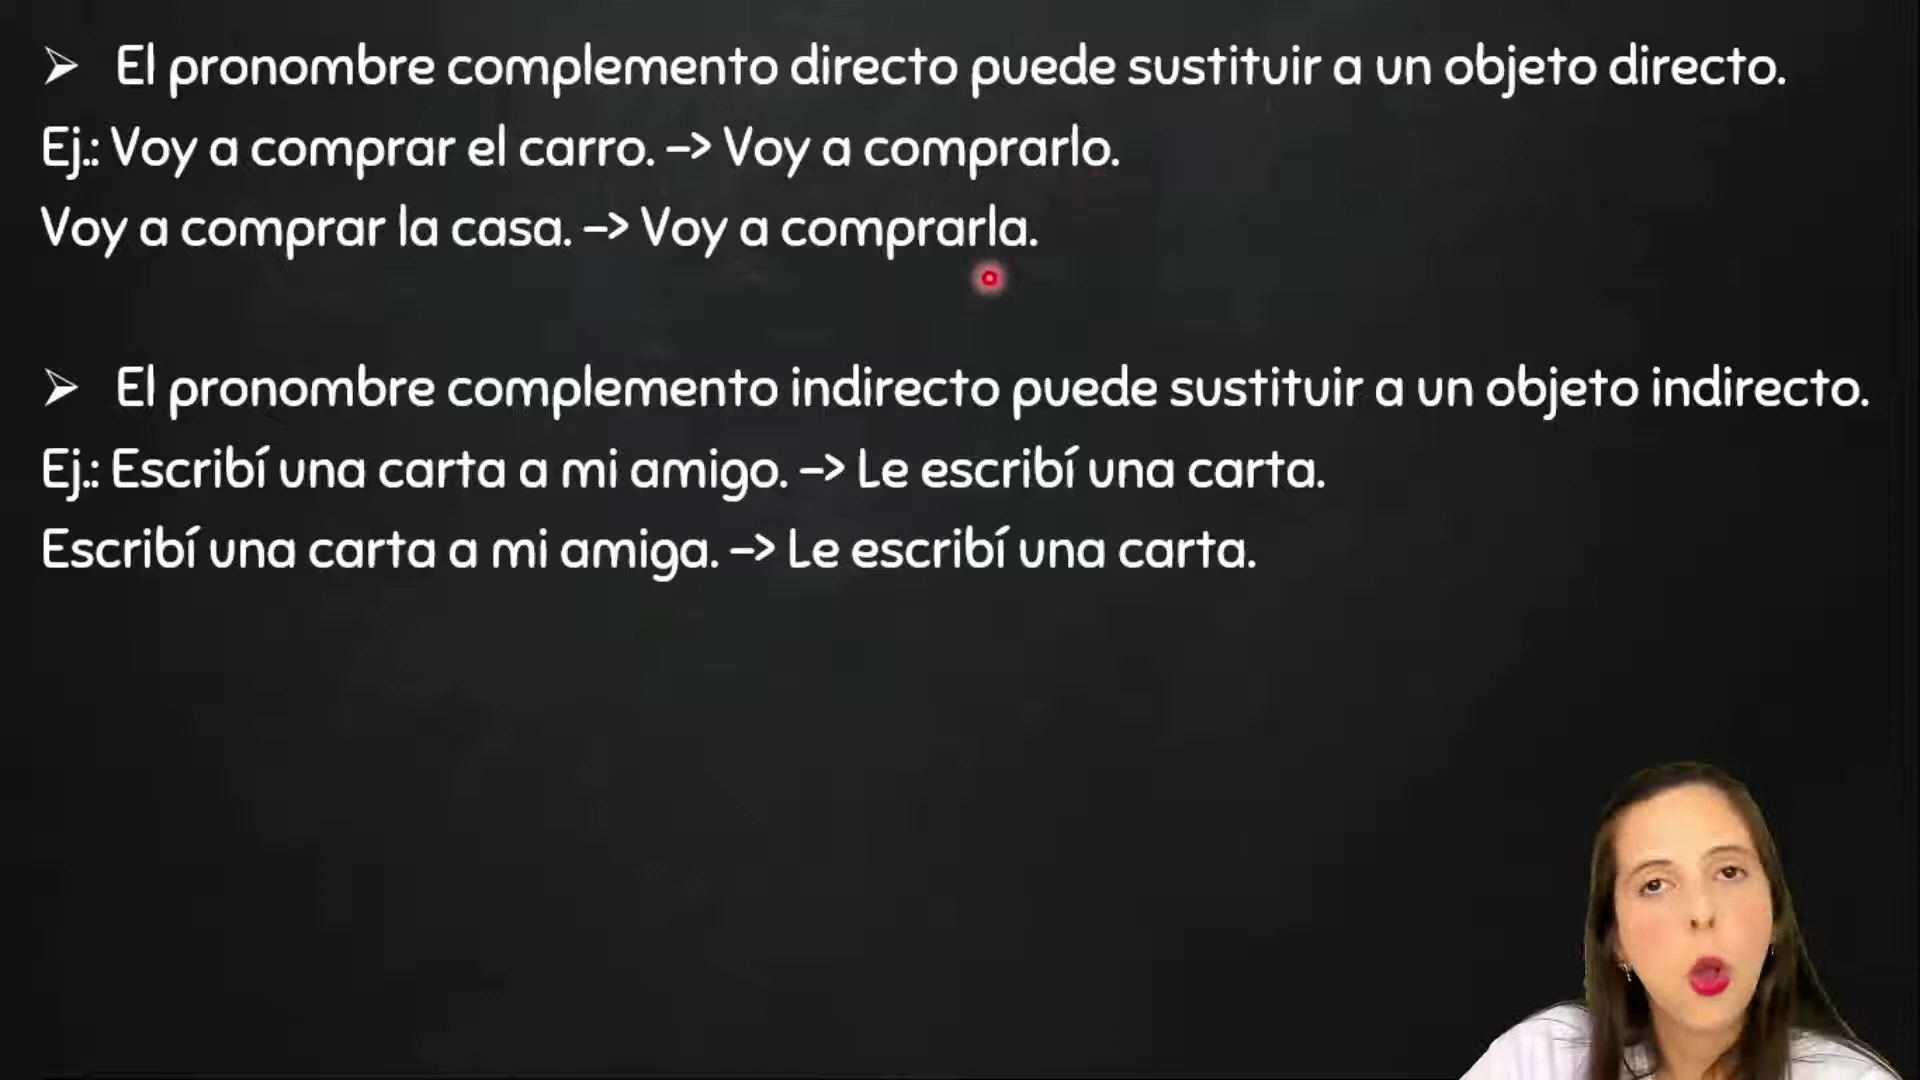 ➢ El pronombre complemento directo puede sustituir a un objeto directo.
Ej.: Voy a comprar el carro. –> Voy a comprarlo.
Voy a comprar la casa. –> Voy a comprarla.
➢ El pronombre complemento indirecto puede sustituir a un objeto indirecto.
Ej.: Escribí una carta a mi amigo. –> Le escribí una carta.
Escribí una carta a mi amiga. –> Le escribí una carta.